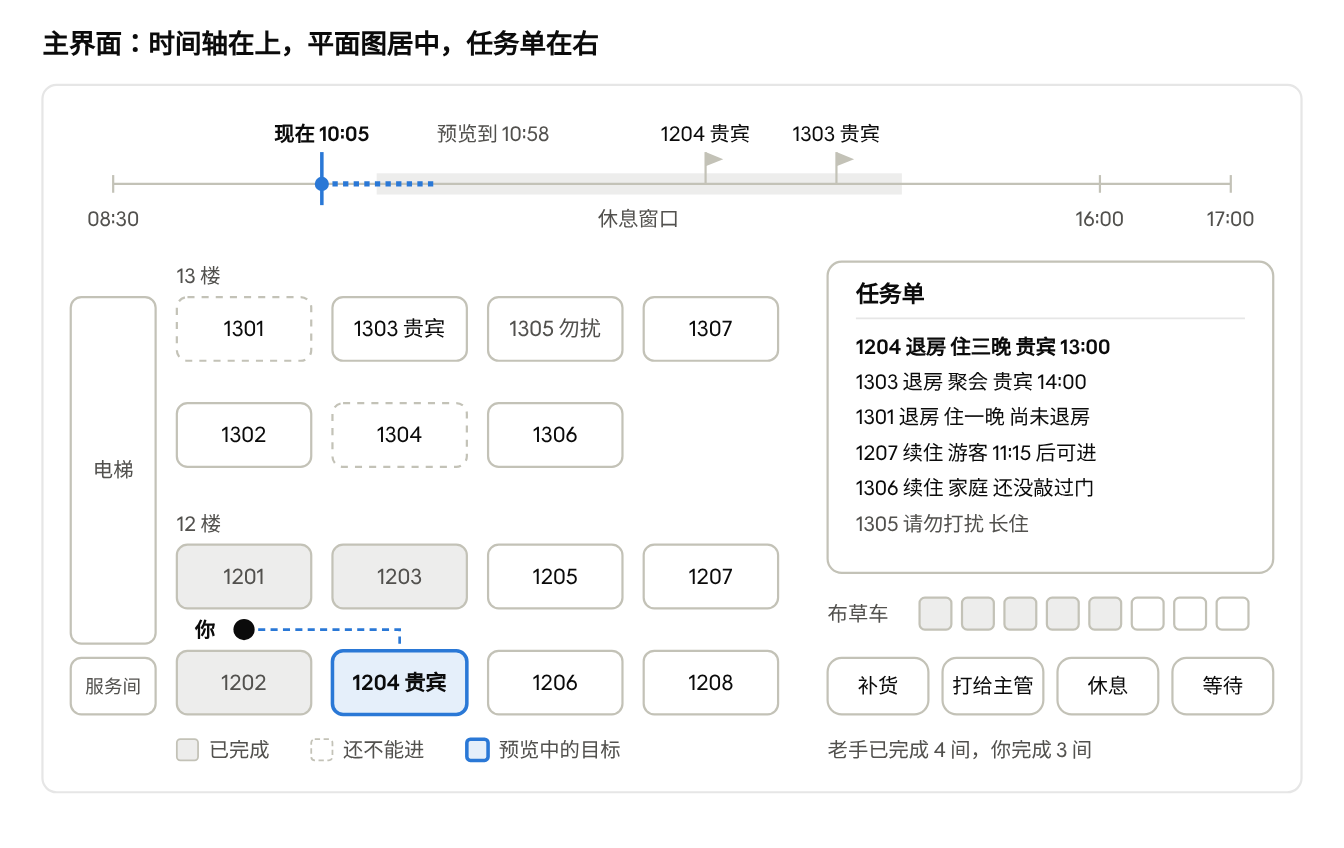 主界面：时间轴在上，平面图居中，任务单在右
现在 10:05
预览到 10:58
1204 贵宾
1303 贵宾
08:30
休息窗口
16:00
17:00
13 楼
电梯
1301
1303 贵宾
1305 勿扰
1307
1302
1304
1306
12 楼
1201
1203
1205
1207
你
服务间
1202
1204 贵宾
1206
1208
已完成
还不能进
预览中的目标
任务单
1204 退房 住三晚 贵宾 13:00
1303 退房 聚会 贵宾 14:00
1301 退房 住一晚 尚未退房
1207 续住 游客 11:15 后可进
1306 续住 家庭 还没敲过门
1305 请勿打扰 长住
布草车
补货
打给主管
休息
等待
老手已完成 4 间，你完成 3 间